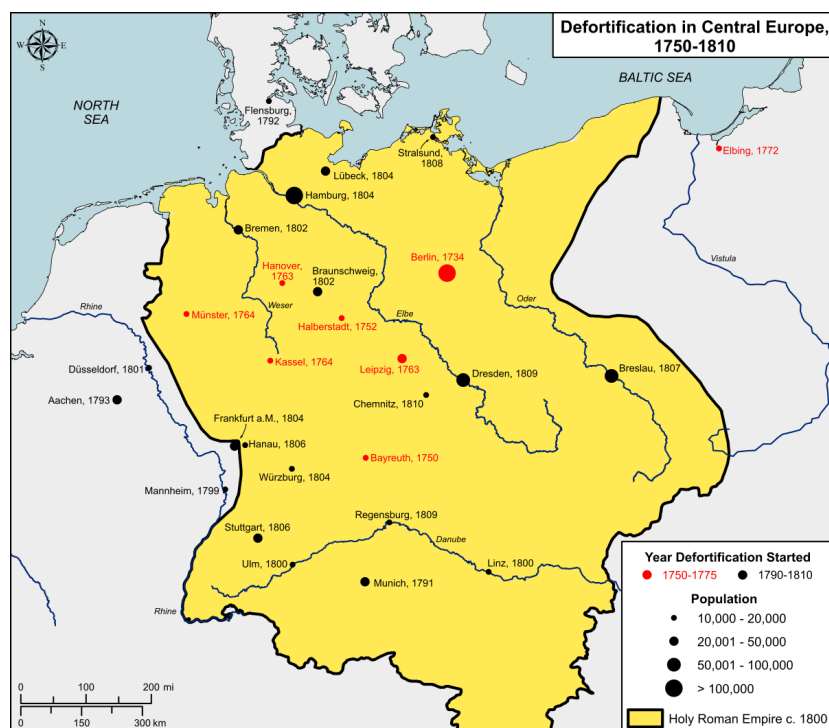 Defortification in Central Europe,
1750-1810
N
W
E
S
NORTH
SEA
BALTIC SEA
Flensburg,
1792
Stralsund,
1808
Elbing, 1772
Lübeck, 1804
Hamburg, 1804
Bremen, 1802
Berlin, 1734
Hanover,
1763
Braunschweig,
1802
Vistula
Rhine
Weser
Oder
Münster, 1764
Halberstadt, 1752
Elbe
Kassel, 1764
Leipzig, 1763
Düsseldorf, 1801
Dresden, 1809
Breslau, 1807
Aachen, 1793
Chemnitz, 1810
Frankfurt a.M., 1804
Hanau, 1806
Bayreuth, 1750
Würzburg, 1804
Mannheim, 1799
Regensburg, 1809
Stuttgart, 1806
Danube
Ulm, 1800
Linz, 1800
Munich, 1791
Rhine
Year Defortification Started
1750-1775
1790-1810
Population
10,000 - 20,000
20,001 - 50,000
50,001 - 100,000
> 100,000
Holy Roman Empire c. 1800
0 100 200 mi
0 150 300 km